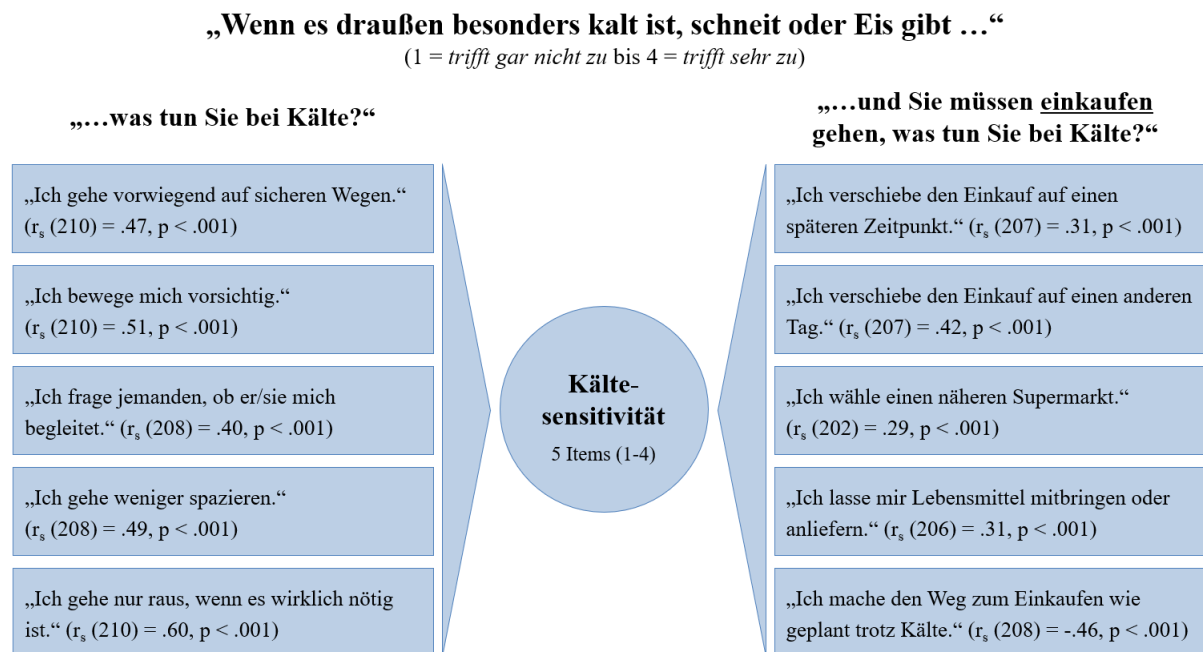 „Wenn es draußen besonders kalt ist, schneit oder Eis gibt …“
(1 = trifft gar nicht zu bis 4 = trifft sehr zu)
„…was tun Sie bei Kälte?“
„Ich gehe vorwiegend auf sicheren Wegen.“
(rₛ (210) = .47, p < .001)
„Ich bewege mich vorsichtig.“
(rₛ (210) = .51, p < .001)
„Ich frage jemanden, ob er/sie mich
begleitet.“ (rₛ (208) = .40, p < .001)
„Ich gehe weniger spazieren.“
(rₛ (208) = .49, p < .001)
„Ich gehe nur raus, wenn es wirklich nötig
ist.“ (rₛ (210) = .60, p < .001)
Kälte-
sensitivität
5 Items (1-4)
„…und Sie müssen einkaufen
gehen, was tun Sie bei Kälte?“
„Ich verschiebe den Einkauf auf einen
späteren Zeitpunkt.“ (rₛ (207) = .31, p < .001)
„Ich verschiebe den Einkauf auf einen anderen
Tag.“ (rₛ (207) = .42, p < .001)
„Ich wähle einen näheren Supermarkt.“
(rₛ (202) = .29, p < .001)
„Ich lasse mir Lebensmittel mitbringen oder
anliefern.“ (rₛ (206) = .31, p < .001)
„Ich mache den Weg zum Einkaufen wie
geplant trotz Kälte.“ (rₛ (208) = -.46, p < .001)